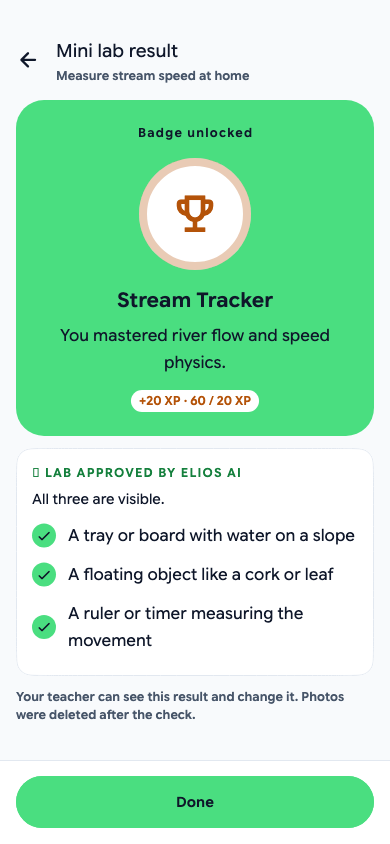 Mini lab result
Measure stream speed at home
Badge unlocked
Stream Tracker
You mastered river flow and speed
physics.
+20 XP · 60 / 20 XP
LAB APPROVED BY ELIOS AI
All three are visible.
A tray or board with water on a slope
A floating object like a cork or leaf
A ruler or timer measuring the
movement
Your teacher can see this result and change it. Photos
were deleted after the check.
Done